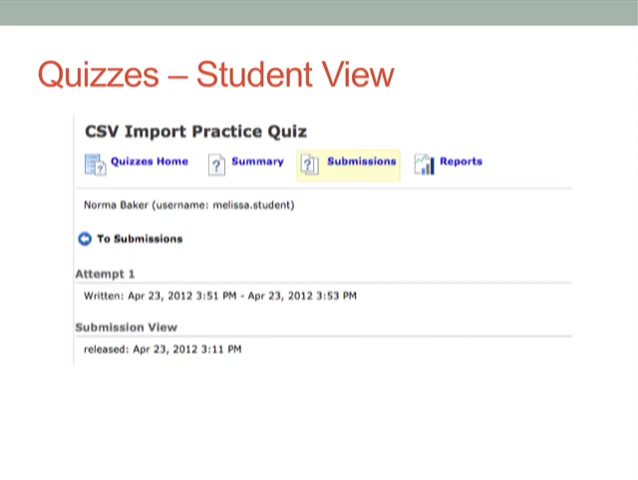 Quizzes – Student View
CSV Import Practice Quiz
Quizzes Home Summary Submissions Reports
Norma Baker (username: melissa.student)
To Submissions
Attempt 1
Written: Apr 23, 2012 3:51 PM - Apr 23, 2012 3:53 PM
Submission View
released: Apr 23, 2012 3:11 PM